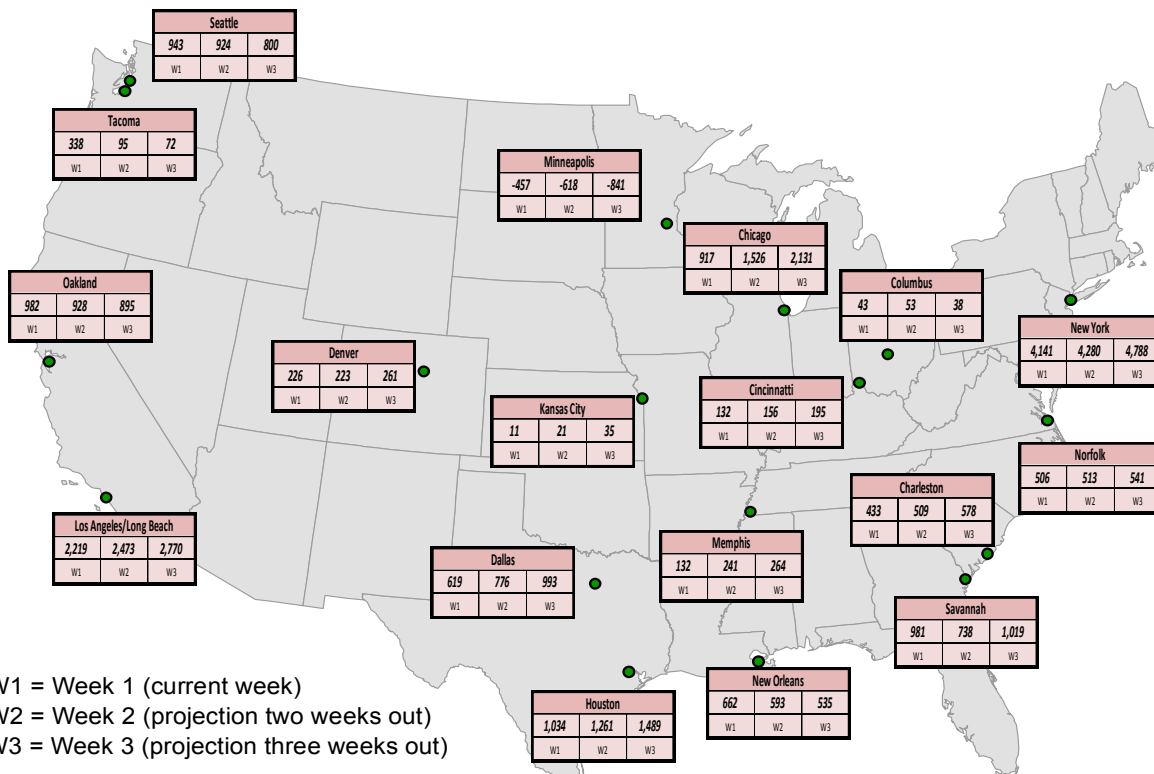 Seattle
943 924 800
W1 W2 W3
Tacoma
338 95 72
W1 W2 W3
Minneapolis
-457 -618 -841
W1 W2 W3
Chicago
917 1,526 2,131
W1 W2 W3
Oakland
982 928 895
W1 W2 W3
Columbus
43 53 38
W1 W2 W3
New York
4,141 4,280 4,788
W1 W2 W3
Denver
226 223 261
W1 W2 W3
Cincinnatti
132 156 195
W1 W2 W3
Kansas City
11 21 35
W1 W2 W3
Norfolk
506 513 541
W1 W2 W3
Charleston
433 509 578
W1 W2 W3
Los Angeles/Long Beach
2,219 2,473 2,770
W1 W2 W3
Memphis
132 241 264
W1 W2 W3
Dallas
619 776 993
W1 W2 W3
Savannah
981 738 1,019
W1 W2 W3
New Orleans
662 593 535
W1 W2 W3
Houston
1,034 1,261 1,489
W1 W2 W3
W1 = Week 1 (current week)
W2 = Week 2 (projection two weeks out)
W3 = Week 3 (projection three weeks out)